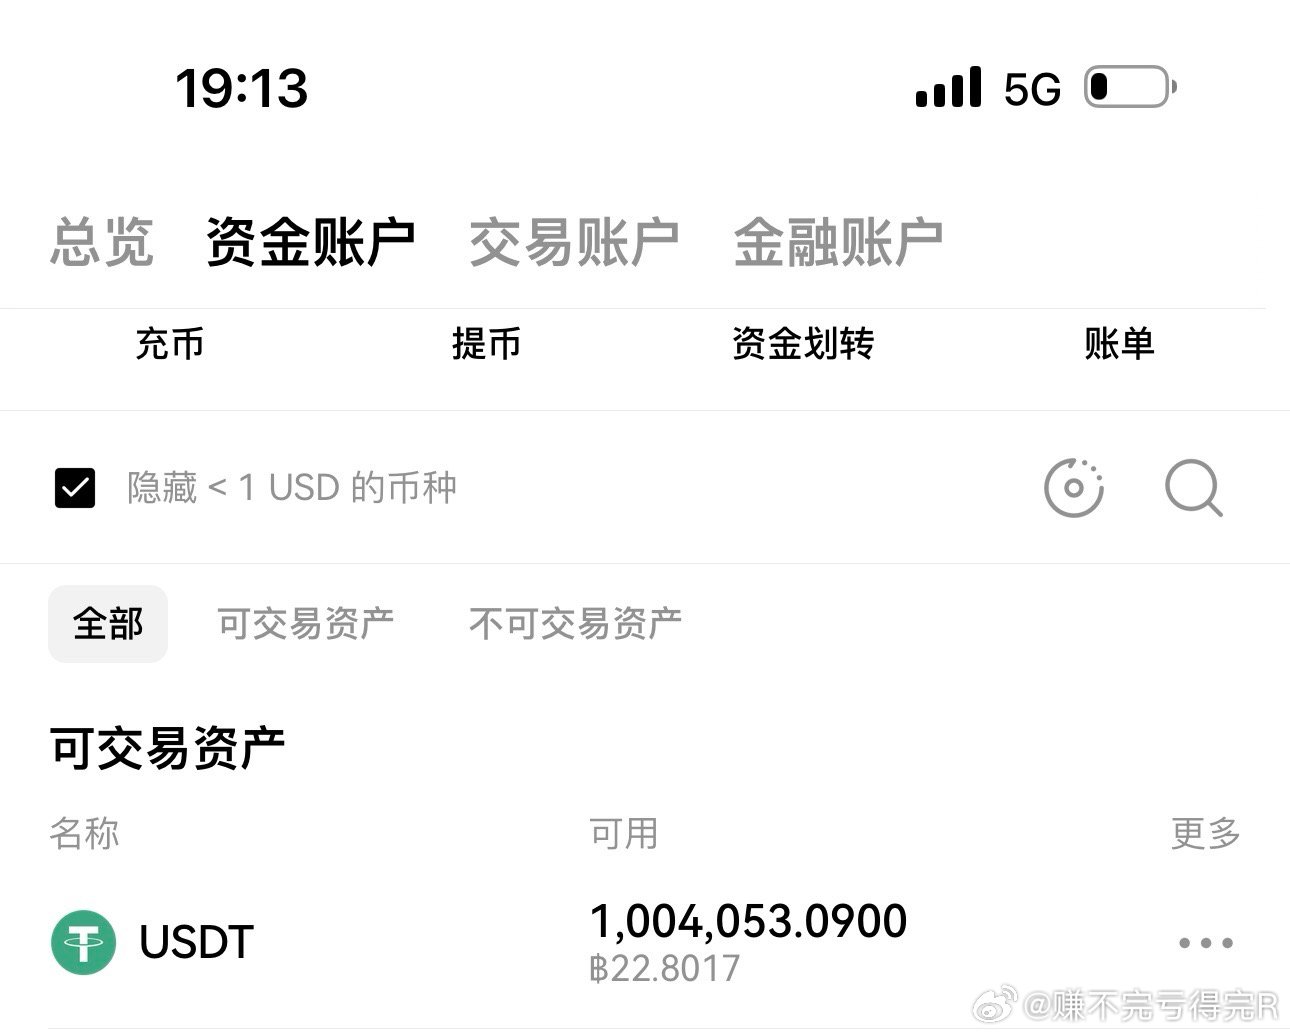 19:13 5G
总览 资金账户 交易账户 金融账户
充币 提币 资金划转 账单
隐藏 < 1 USD 的币种
全部 可交易资产 不可交易资产
可交易资产
名称 可用 更多
USDT 1,004,053.0900
฿22.8017
@赚不完亏得完R